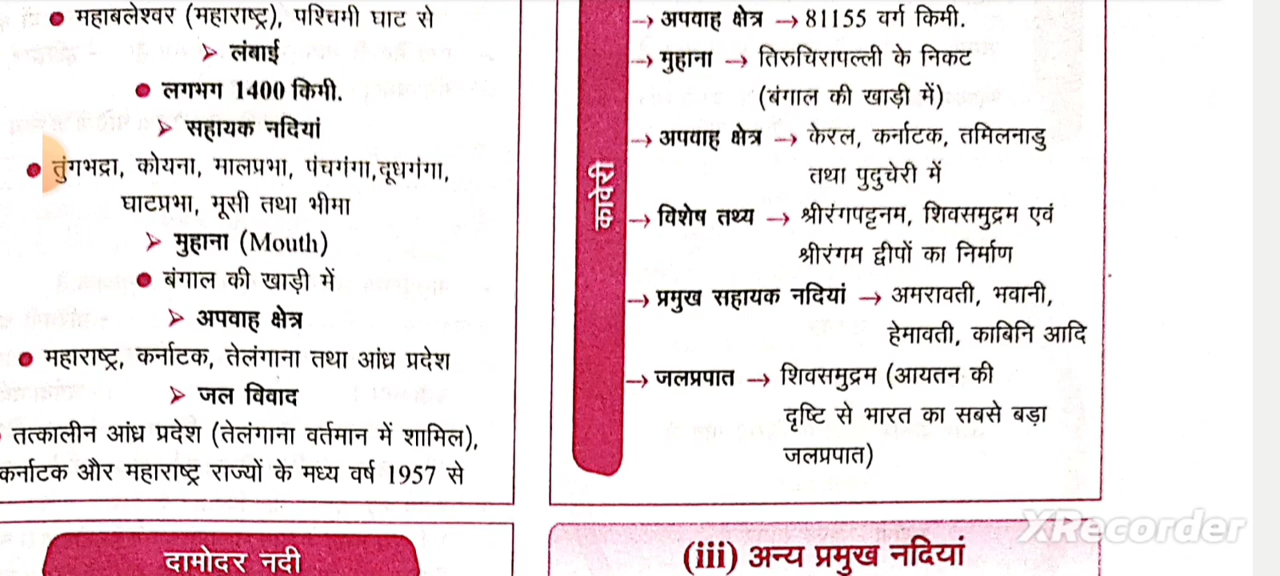 महाबलेश्वर (महाराष्ट्र), पश्चिमी घाट से
➢ लंबाई
लगभग 1400 किमी.
➢ सहायक नदियां
तुंगभद्रा, कोयना, मालप्रभा, पंचगंगा,दूधगंगा,
घाटप्रभा, मूसी तथा भीमा
➢ मुहाना (Mouth)
बंगाल की खाड़ी में
➢ अपवाह क्षेत्र
महाराष्ट्र, कर्नाटक, तेलंगाना तथा आंध्र प्रदेश
➢ जल विवाद
तत्कालीन आंध्र प्रदेश (तेलंगाना वर्तमान में शामिल),
कर्नाटक और महाराष्ट्र राज्यों के मध्य वर्ष 1957 से
दामोदर नदी
कावेरी
→ अपवाह क्षेत्र → 81155 वर्ग किमी.
→ मुहाना → तिरुचिरापल्ली के निकट
(बंगाल की खाड़ी में)
→ अपवाह क्षेत्र → केरल, कर्नाटक, तमिलनाडु
तथा पुदुचेरी में
→ विशेष तथ्य → श्रीरंगपट्टनम, शिवसमुद्रम एवं
श्रीरंगम द्वीपों का निर्माण
→ प्रमुख सहायक नदियां → अमरावती, भवानी,
हेमावती, काबिनि आदि
→ जलप्रपात → शिवसमुद्रम (आयतन की
दृष्टि से भारत का सबसे बड़ा
जलप्रपात)
(iii) अन्य प्रमुख नदियां
XRecorder